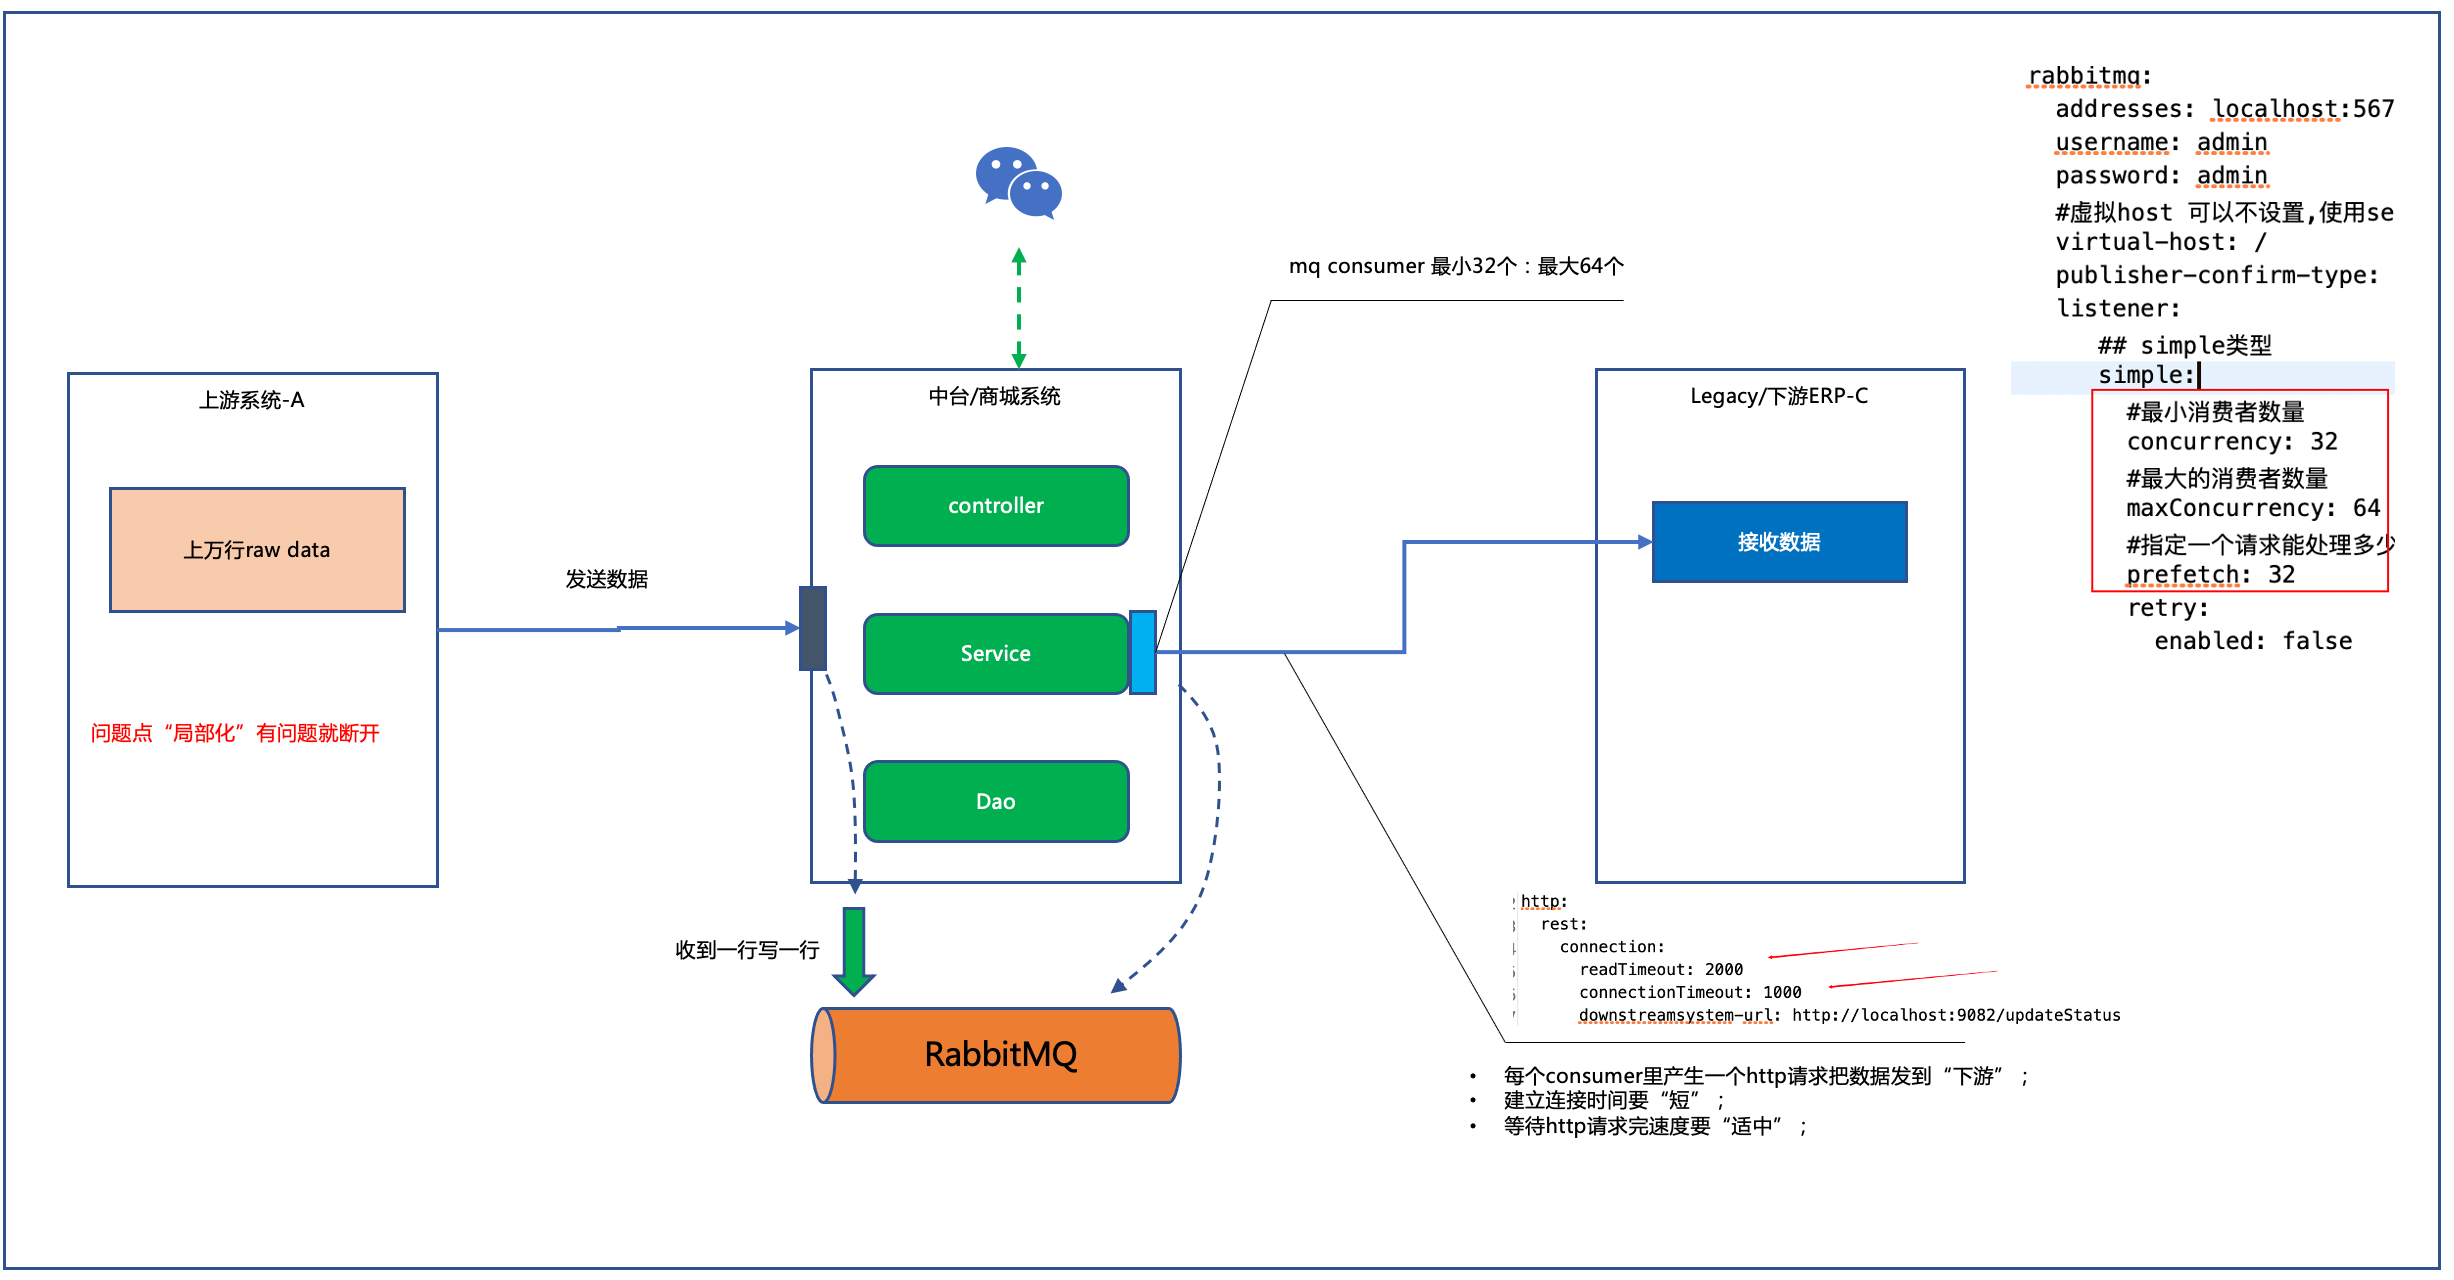 上游系统-A
上万行raw data
问题点“局部化”有问题就断开
发送数据
中台/商城系统
controller
Service
Dao
收到一行写一行
RabbitMQ
mq consumer 最小32个：最大64个
Legacy/下游ERP-C
接收数据
rabbitmq:
addresses: localhost:567
username: admin
password: admin
#虚拟host 可以不设置,使用se
virtual-host: /
publisher-confirm-type:
listener:
## simple类型
simple:
#最小消费者数量
concurrency: 32
#最大的消费者数量
maxConcurrency: 64
#指定一个请求能处理多少
prefetch: 32
retry:
enabled: false
http:
rest:
connection:
readTimeout: 2000
connectionTimeout: 1000
downstreamsystem-url: http://localhost:9082/updateStatus
• 每个consumer里产生一个http请求把数据发到“下游”；
• 建立连接时间要“短”；
• 等待http请求完速度要“适中”；